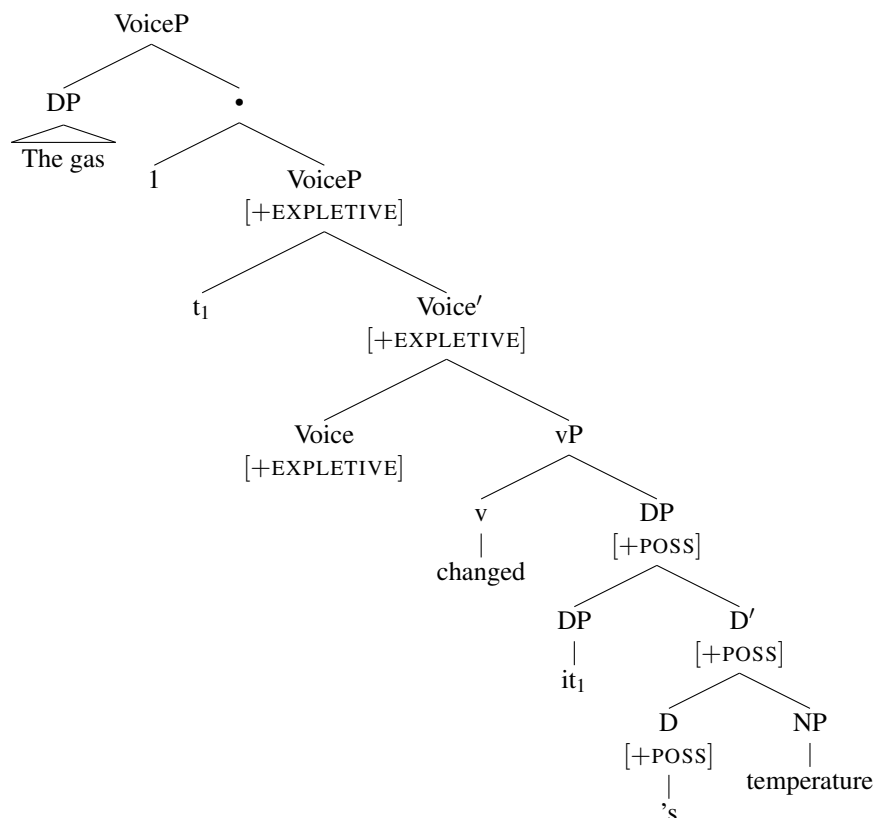 VoiceP
DP •
The gas
1 VoiceP
[+EXPLETIVE]
t₁ Voice′
[+EXPLETIVE]
Voice vP
[+EXPLETIVE]
v DP
[+POSS]
changed
DP D′
[+POSS]
it₁
D NP
[+POSS]
temperature
’s